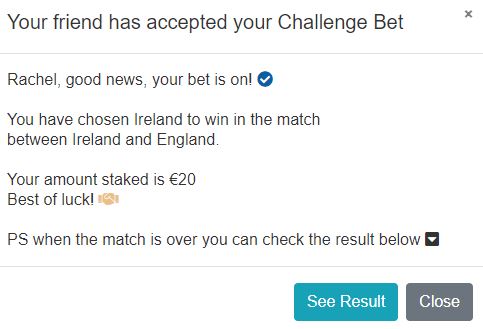 Your friend has accepted your Challenge Bet
×
Rachel, good news, your bet is on!
You have chosen Ireland to win in the match
between Ireland and England.
Your amount staked is €20
Best of luck!
PS when the match is over you can check the result below
See Result
Close